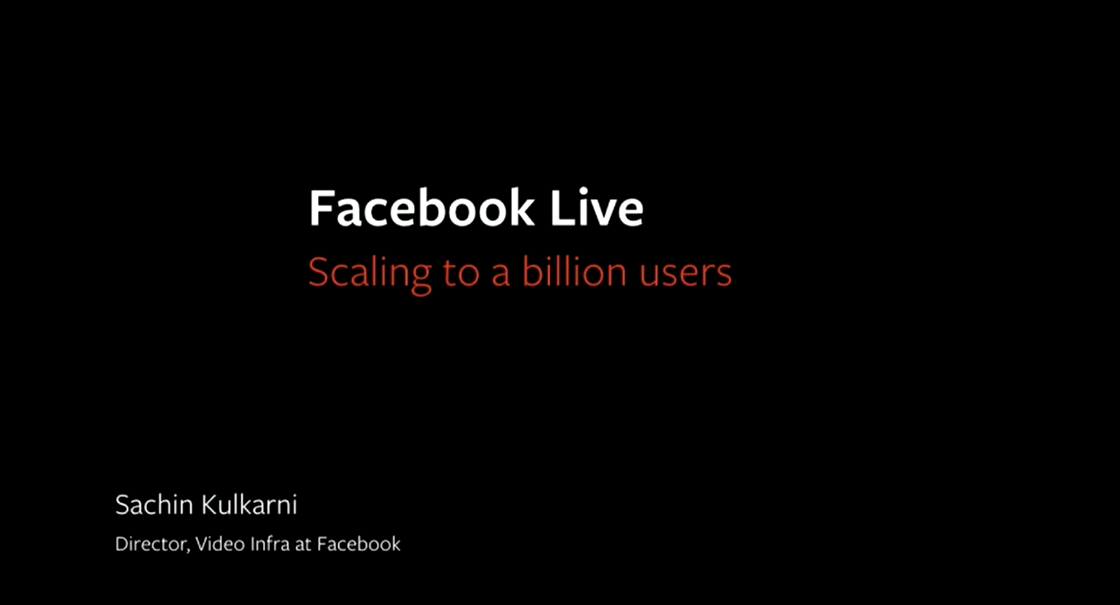 Facebook Live
Scaling to a billion users
Sachin Kulkarni
Director, Video Infra at Facebook